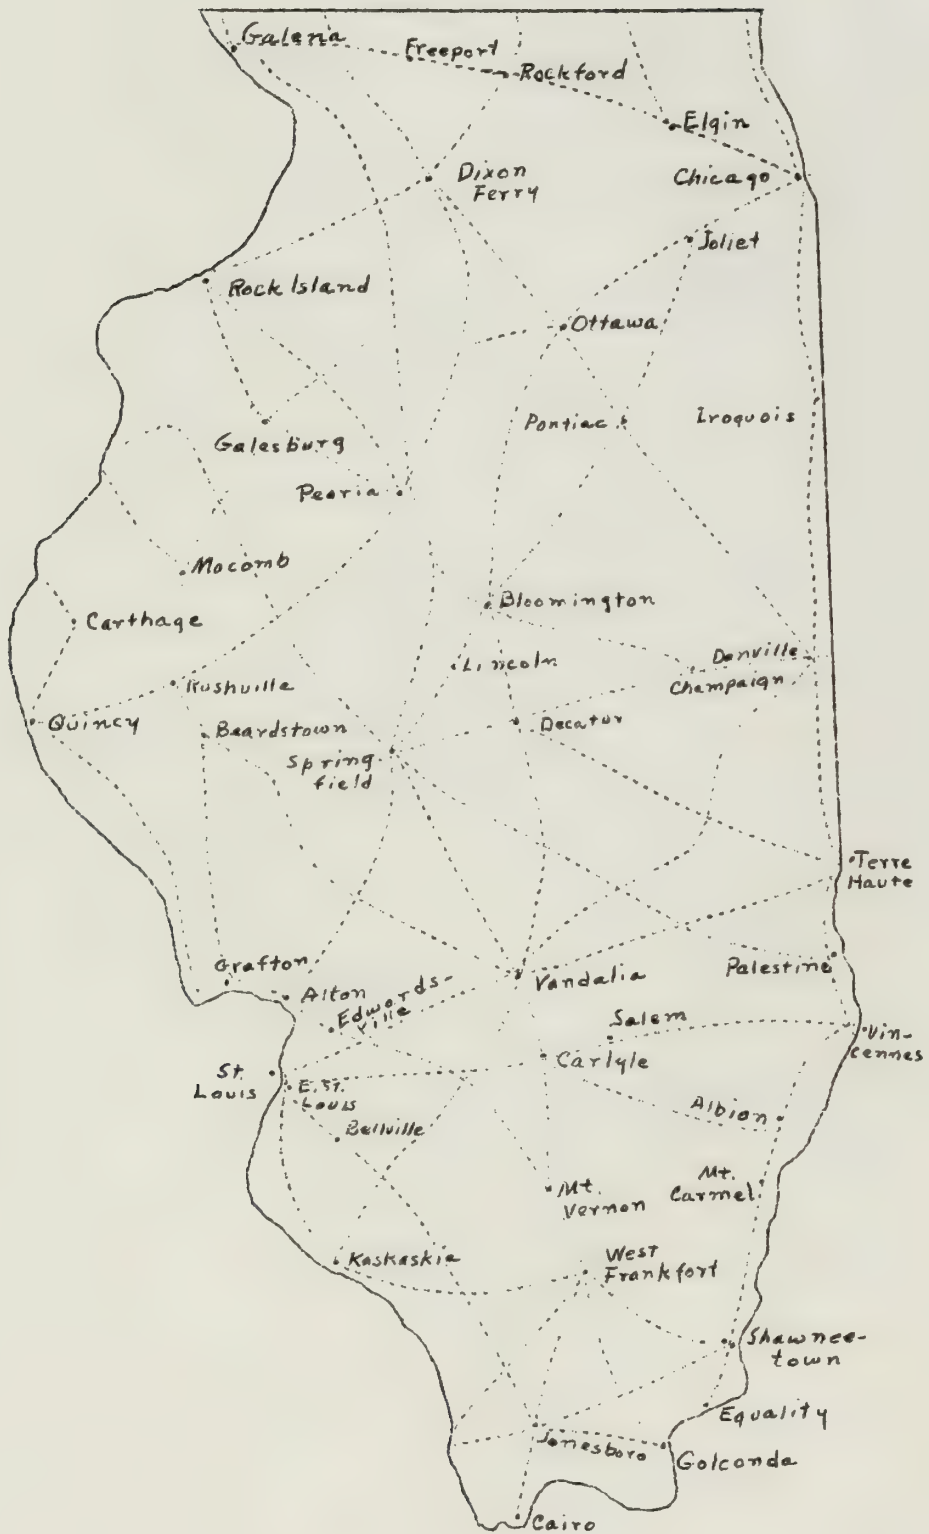 Galena
Freeport
Rockford
Elgin
Dixon
Ferry
Chicago
Joliet
Rock Island
Ottawa
Pontiac
Iroquois
Galesburg
Peoria
Macomb
Bloomington
Carthage
Lincoln
Danville
Champaign
Rushville
Quincy
Beardstown
Decatur
Spring-
field
Terre
Haute
Grafton
Vandalia
Palestine
Alton
Edwards-
ville
Salem
Vin-
cennes
Carlyle
St.
Louis
E. St.
Louis
Albion
Bellville
Mt.
Vernon
Mt.
Carmel
Kaskaskia
West
Frankfort
Shawnee-
town
Equality
Jonesboro
Golconda
Cairo